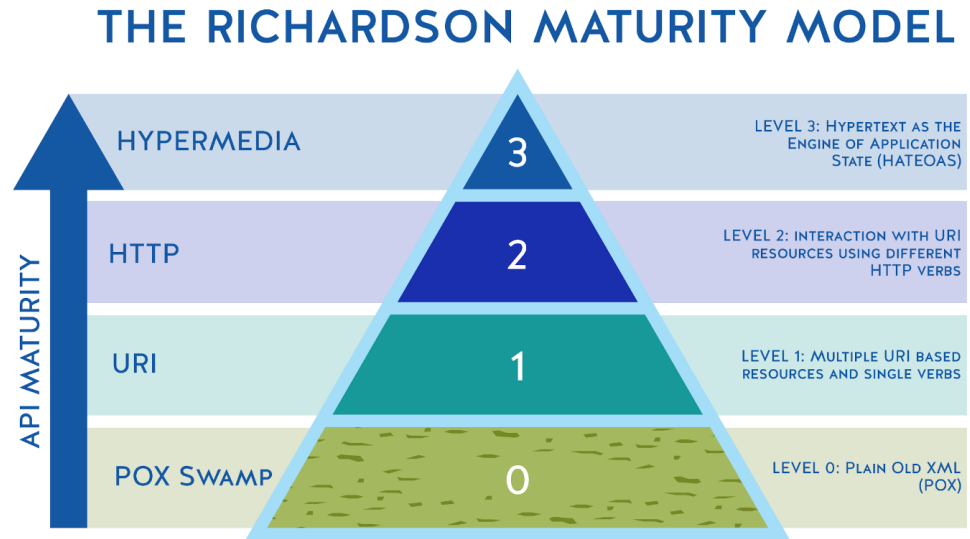 THE RICHARDSON MATURITY MODEL
HYPERMEDIA
3
LEVEL 3: HYPERTEXT AS THE
ENGINE OF APPLICATION
STATE (HATEOAS)
HTTP
2
LEVEL 2: INTERACTION WITH URI
RESOURCES USING DIFFERENT
HTTP VERBS
URI
1
LEVEL 1: MULTIPLE URI BASED
RESOURCES AND SINGLE VERBS
POX SWAMP
0
LEVEL 0: PLAIN OLD XML
(POX)
API MATURITY